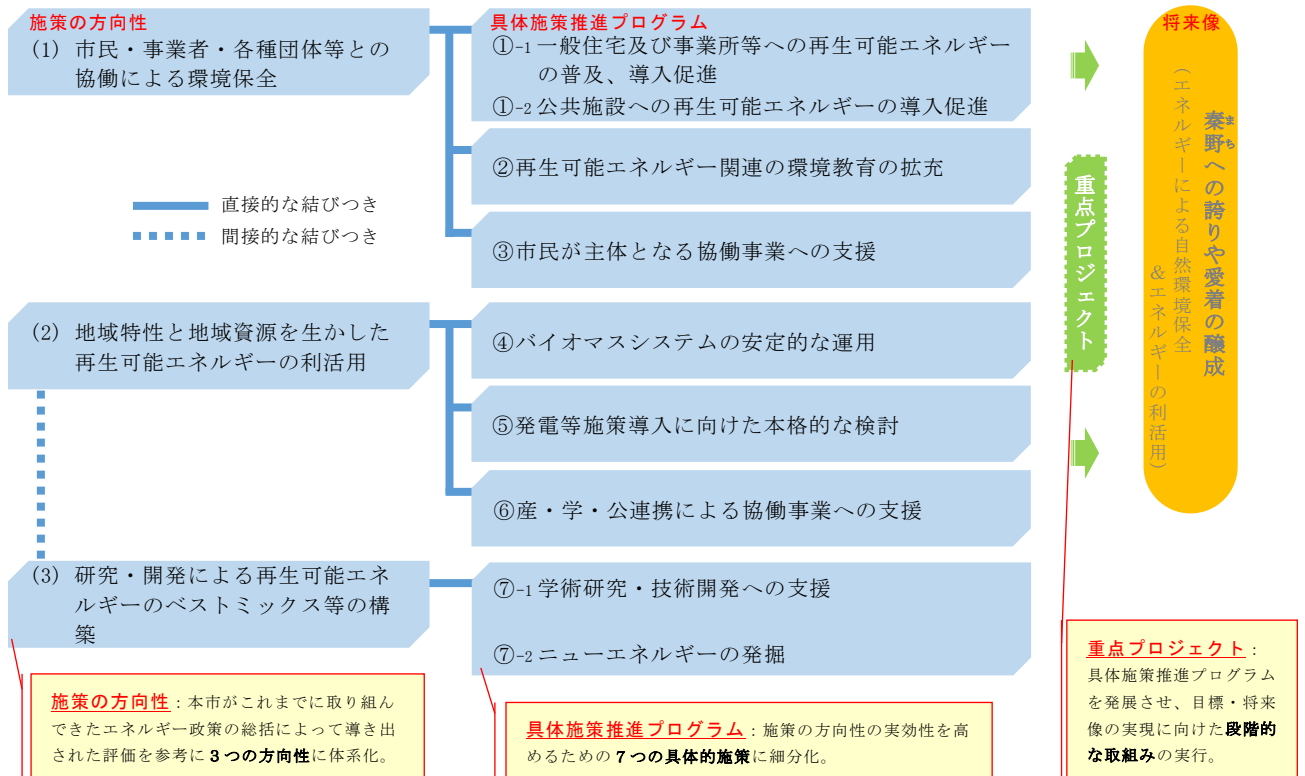 施策の方向性
(1) 市民・事業者・各種団体等との
協働による環境保全
直接的な結びつき
間接的な結びつき
(2) 地域特性と地域資源を生かした
再生可能エネルギーの利活用
(3) 研究・開発による再生可能エネ
ルギーのベストミックス等の構
築
具体施策推進プログラム
①-1 一般住宅及び事業所等への再生可能エネルギー
の普及、導入促進
①-2 公共施設への再生可能エネルギーの導入促進
②再生可能エネルギー関連の環境教育の拡充
③市民が主体となる協働事業への支援
④バイオマスシステムの安定的な運用
⑤発電等施策導入に向けた本格的な検討
⑥産・学・公連携による協働事業への支援
⑦-1 学術研究・技術開発への支援
⑦-2 ニューエネルギーの発掘
重点プロジェクト
将来像
まち
秦野への誇りや愛着の醸成
（エネルギーによる自然環境保全
＆エネルギーの利活用）
施策の方向性：本市がこれまでに取り組ん
できたエネルギー政策の総括によって導き出
された評価を参考に３つの方向性に体系化。
具体施策推進プログラム：施策の方向性の実効性を高
めるための７つの具体的施策に細分化。
重点プロジェクト：
具体施策推進プログラム
を発展させ、目標・将来
像の実現に向けた段階的
な取組みの実行。